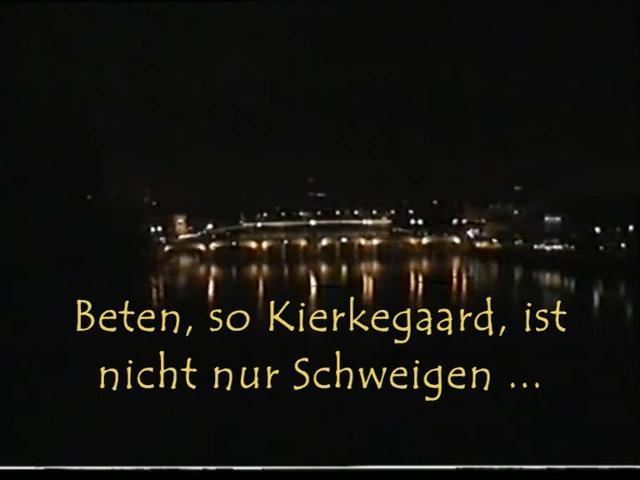 Beten, so Kierkegaard, ist
nicht nur Schweigen ...